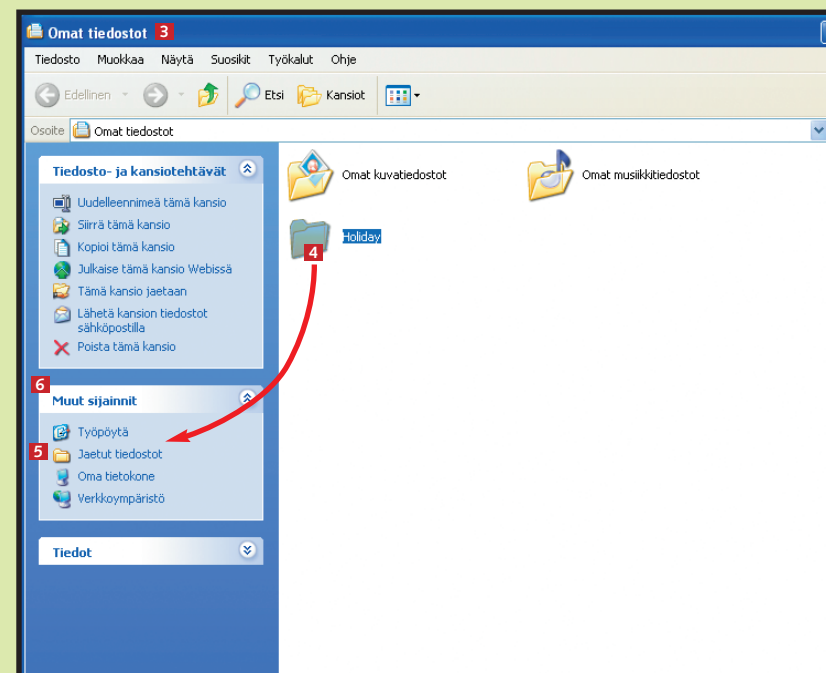 Omat tiedostot 3
Tiedosto Muokkaa Näytä Suosikit Työkalut Ohje
Edellinen Etsi Kansiot
Osoite Omat tiedostot
Tiedosto- ja kansiotehtävät
Uudelleennimeä tämä kansio
Siirrä tämä kansio
Kopioi tämä kansio
Julkaise tämä kansio Webissä
Tämä kansio jaetaan
Lähetä kansion tiedostot
sähköpostilla
Poista tämä kansio
6
Muut sijainnit
Työpöytä
5 Jaetut tiedostot
Oma tietokone
Verkkoympäristö
Tiedot
Omat kuvatiedostot
Omat musiikkitiedostot
Holiday
4